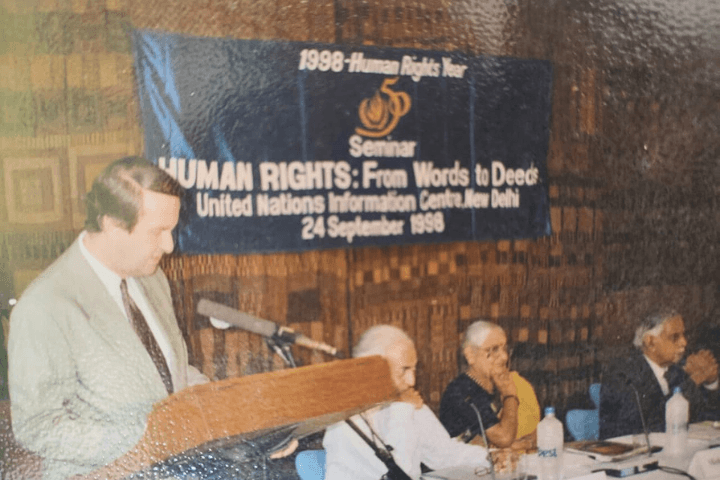 1998-Human Rights Year
50
Seminar
HUMAN RIGHTS: From Words to Deeds
United Nations Information Centre, New Delhi
24 September 1998